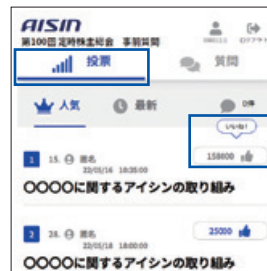 AISIN
第100回 定時株主総会 事前質問
ログアウト
投票
質問
人気
最新
0件
いいね!
1 15. 匿名
22/05/16 18:35:00
158000
〇〇〇〇に関するアイシンの取り組み
2 28. 匿名
22/05/18 18:00:00
25000
〇〇〇〇に関するアイシンの取り組み